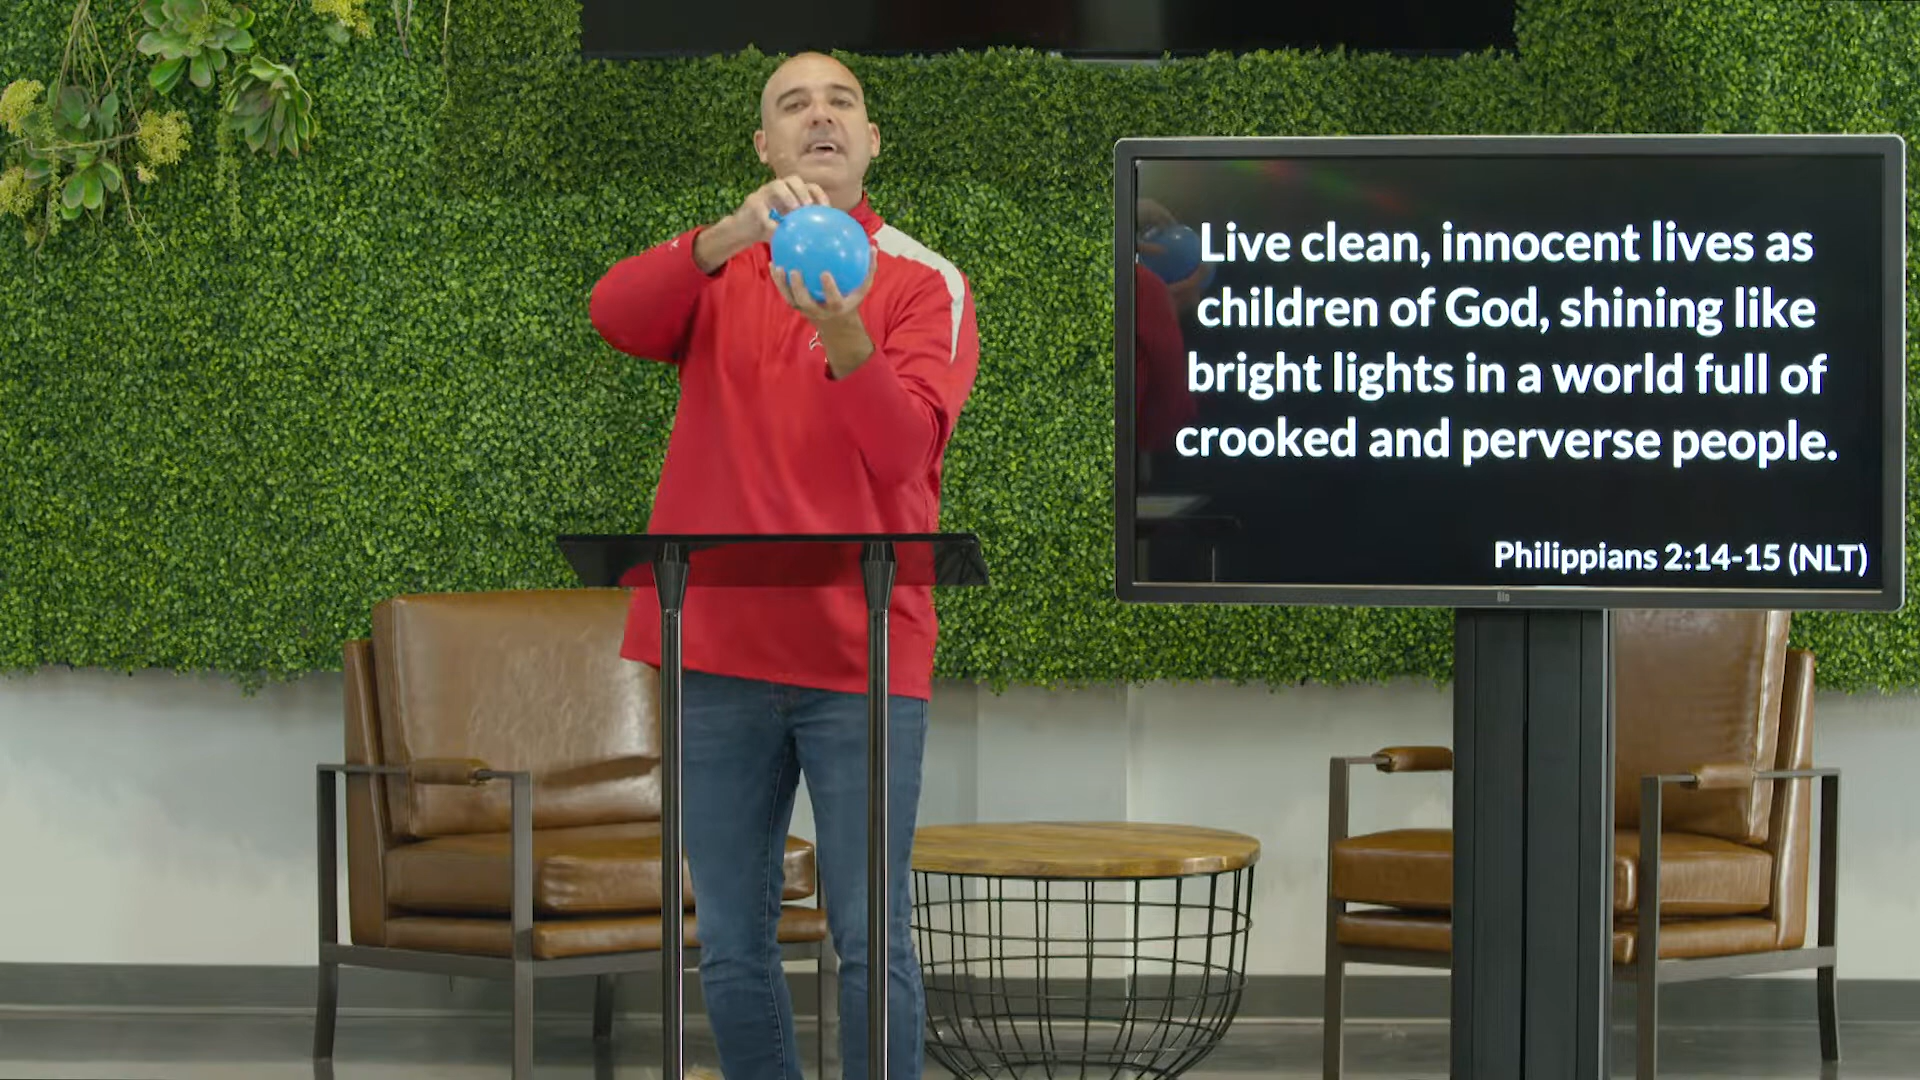 Live clean, innocent lives as
children of God, shining like
bright lights in a world full of
crooked and perverse people.
Philippians 2:14-15 (NLT)
elo